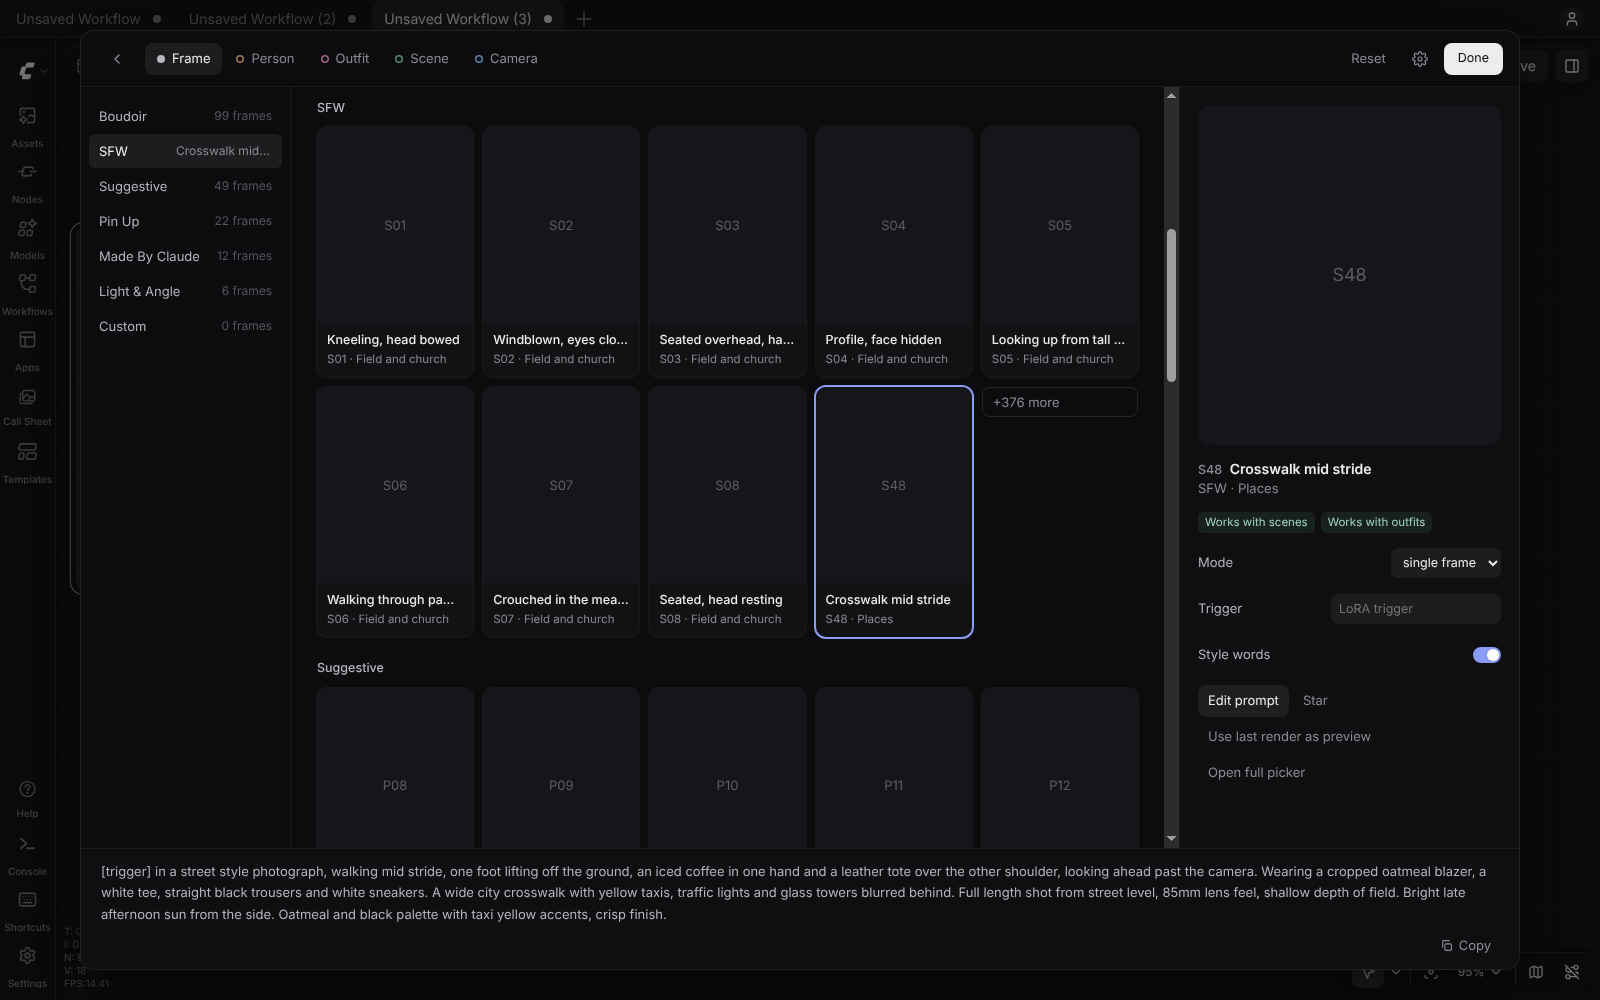 Unsaved Workflow
Unsaved Workflow (2)
Unsaved Workflow (3)
Frame
Person
Outfit
Scene
Camera
Reset
Done
ve
Assets
Nodes
Models
Workflows
Apps
Call Sheet
Templates
Help
Console
Shortcuts
Settings
Boudoir 99 frames
SFW Crosswalk mid...
Suggestive 49 frames
Pin Up 22 frames
Made By Claude 12 frames
Light & Angle 6 frames
Custom 0 frames
SFW
S01 S02 S03 S04 S05
Kneeling, head bowed Windblown, eyes clo... Seated overhead, ha... Profile, face hidden Looking up from tall ...
S01 · Field and church S02 · Field and church S03 · Field and church S04 · Field and church S05 · Field and church
S06 S07 S08 S48
+376 more
Walking through pa... Crouched in the mea... Seated, head resting Crosswalk mid stride
S06 · Field and church S07 · Field and church S08 · Field and church S48 · Places
Suggestive
P08 P09 P10 P11 P12
S48
S48 Crosswalk mid stride
SFW · Places
Works with scenes Works with outfits
Mode single frame
Trigger LoRA trigger
Style words
Edit prompt Star
Use last render as preview
Open full picker
[trigger] in a street style photograph, walking mid stride, one foot lifting off the ground, an iced coffee in one hand and a leather tote over the other shoulder, looking ahead past the camera. Wearing a cropped oatmeal blazer, a
white tee, straight black trousers and white sneakers. A wide city crosswalk with yellow taxis, traffic lights and glass towers blurred behind. Full length shot from street level, 85mm lens feel, shallow depth of field. Bright late
afternoon sun from the side. Oatmeal and black palette with taxi yellow accents, crisp finish.
Copy
T:
I: 0
N:
V: 18
FPS:14.41
95%